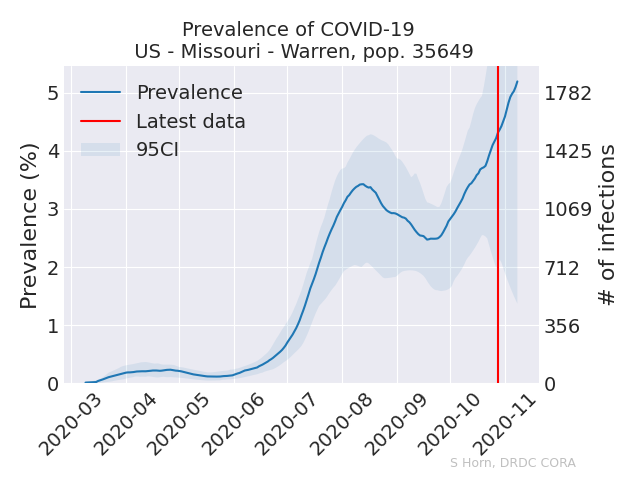 Prevalence of COVID-19
US - Missouri - Warren, pop. 35649
Prevalence
Latest data
95CI
Prevalence (%)
5
4
3
2
1
0
1782
1425
1069
712
356
0
# of infections
2020-03
2020-04
2020-05
2020-06
2020-07
2020-08
2020-09
2020-10
2020-11
S Horn, DRDC CORA